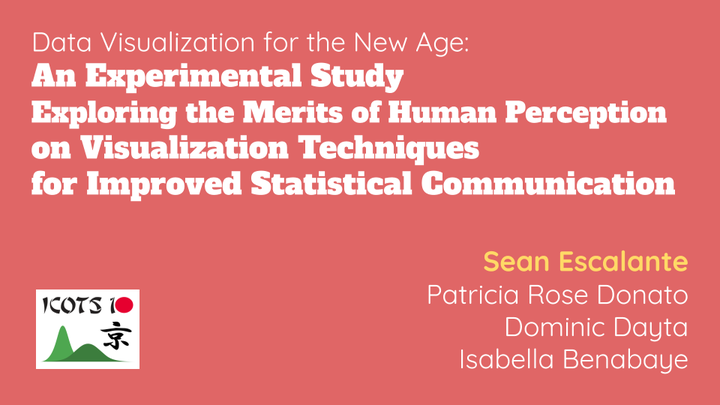 Data Visualization for the New Age:
An Experimental Study
Exploring the Merits of Human Perception
on Visualization Techniques
for Improved Statistical Communication
Sean Escalante
Patricia Rose Donato
Dominic Dayta
Isabella Benabaye
ICOTS 10
京